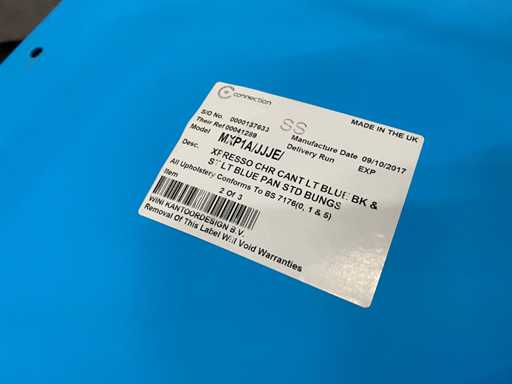 connection
MADE IN THE UK
S/O No. 0000137633 SS
Their Ref 00041289 Manufacture Date 09/10/2017
Model MXP1A/JJJE/ Delivery Run EXP
Desc. XPRESSO CHR CANT LT BLUE BK &
ST LT BLUE PAN STD BUNGS
All Upholstery Conforms To BS 7176(0, 1 & 5)
Item 2 Of 3
WINI KANTOORDESIGN B.V.
Removal Of This Label Will Void Warranties